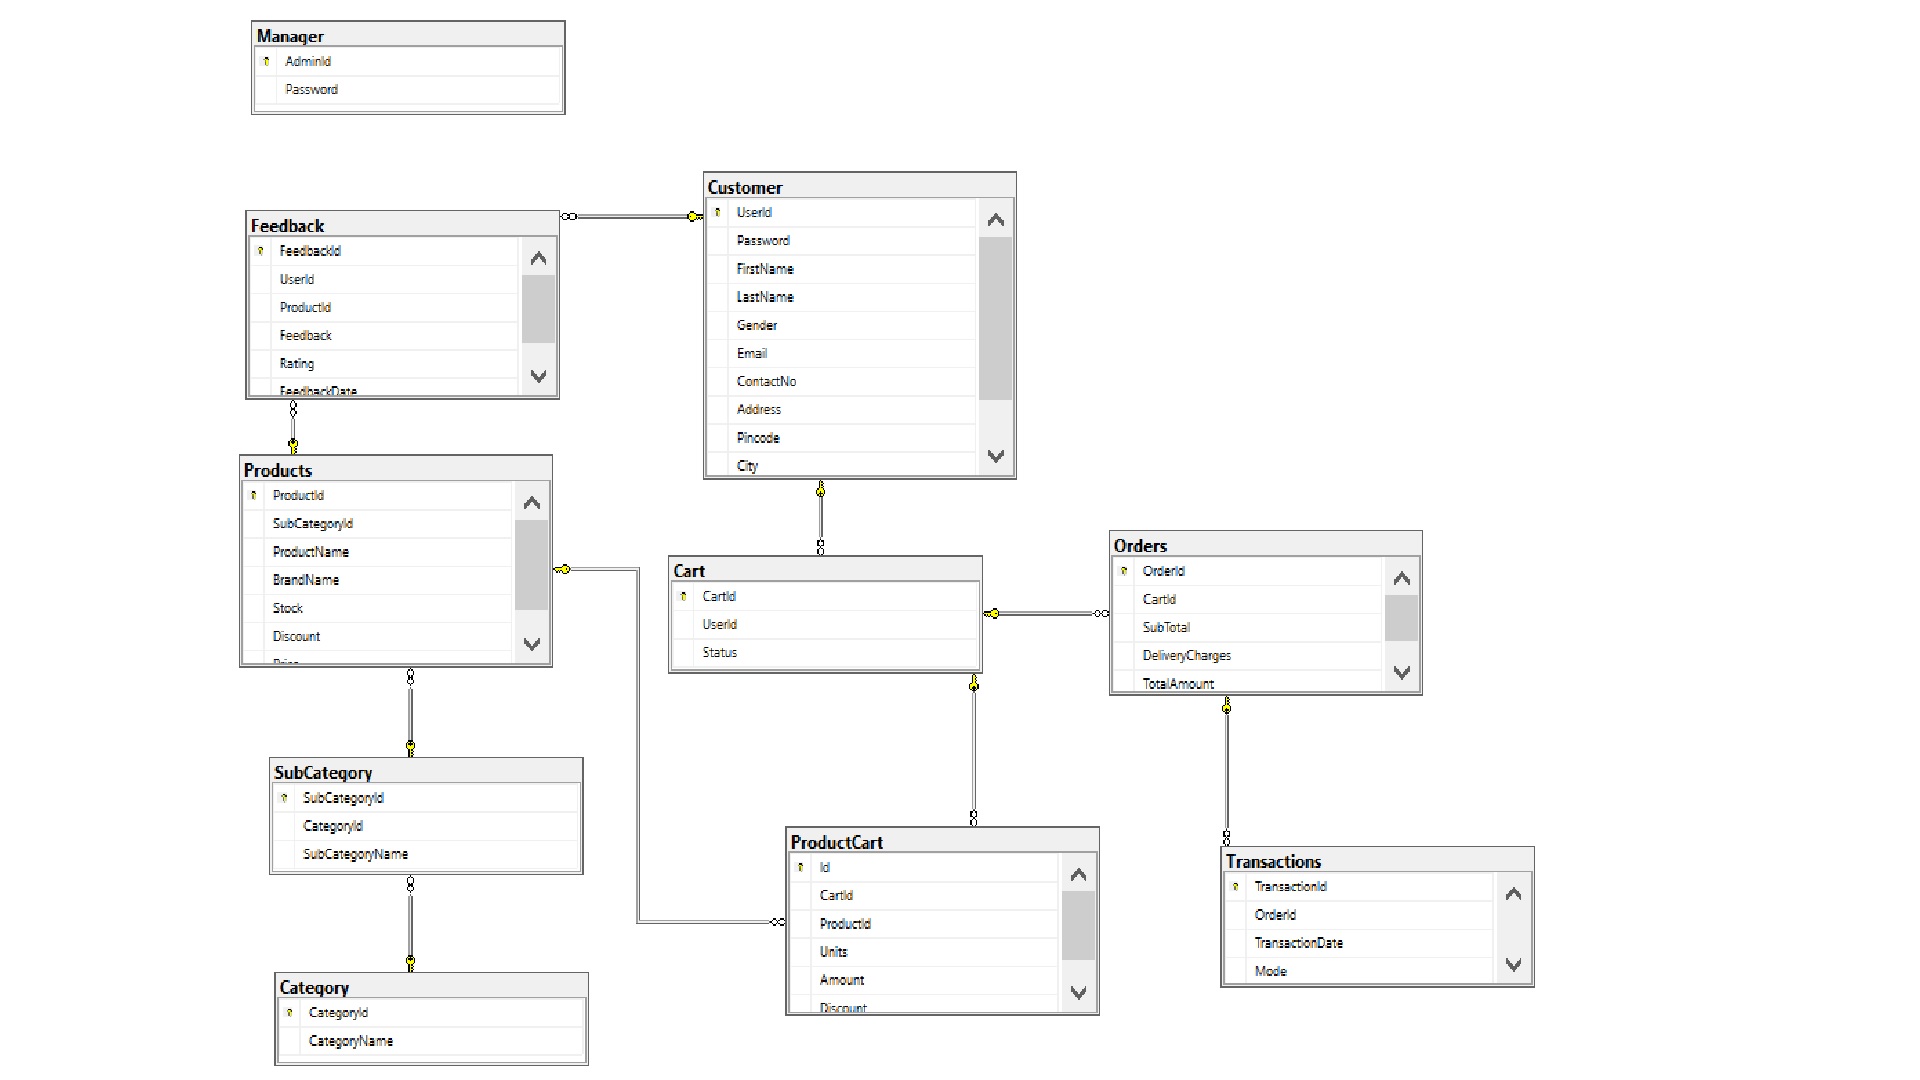 Manager
AdminId
Password
Customer
UserId
Password
FirstName
LastName
Gender
Email
ContactNo
Address
Pincode
City
Feedback
FeedbackId
UserId
ProductId
Feedback
Rating
FeedbackDate
Products
ProductId
SubCategoryId
ProductName
BrandName
Stock
Discount
Price
Cart
CartId
UserId
Status
Orders
OrderId
CartId
SubTotal
DeliveryCharges
TotalAmount
SubCategory
SubCategoryId
CategoryId
SubCategoryName
ProductCart
Id
CartId
ProductId
Units
Amount
Discount
Transactions
TransactionId
OrderId
TransactionDate
Mode
Category
CategoryId
CategoryName